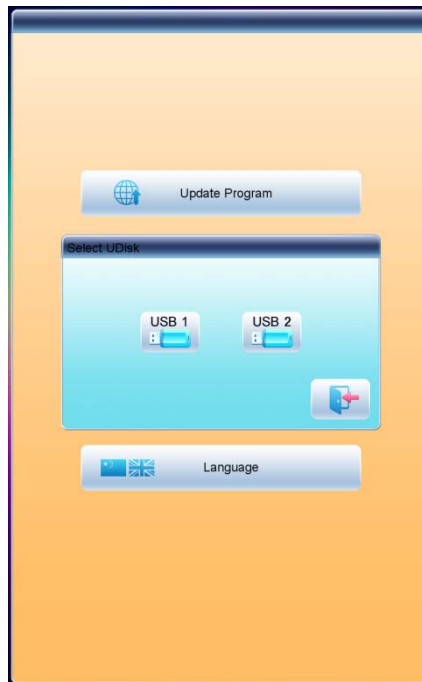 Update Program
Select UDisk
USB 1
USB 2
Language